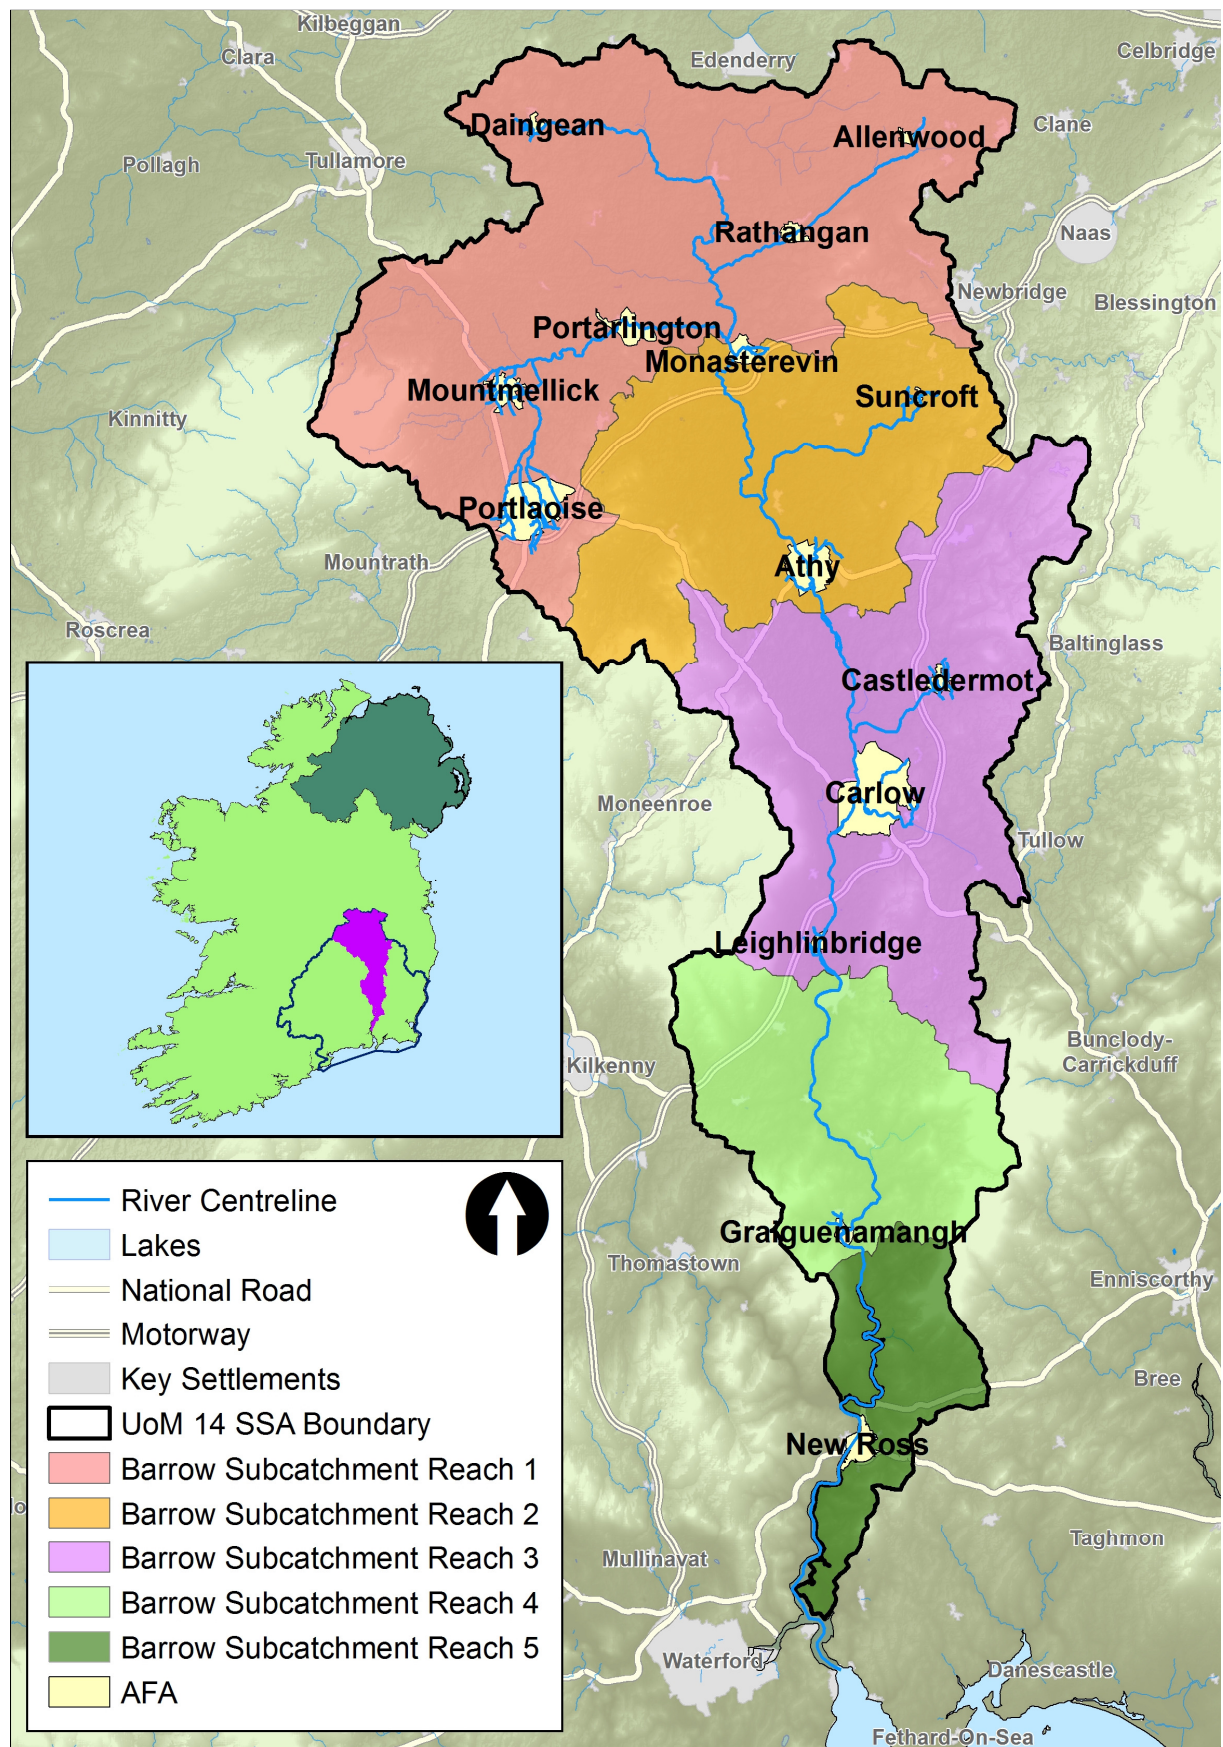 Kilbeggan
Clara
Edenderry
Celbridge
Daingean
Allenwood
Clane
Pollagh
Tullamore
Rathangan
Naas
Newbridge
Blessington
Portarlington
Monasterevin
Mountmellick
Suncroft
Kinnitty
Portlaoise
Mountrath
Athy
Roscrea
Baltinglass
Castledermot
Moneenroe
Carlow
Tullow
Leighlinbridge
Kilkenny
Bunclody-
Carrickduff
Graiguenamangh
Thomastown
Enniscorthy
Bree
New Ross
Taghmon
Mullinavat
Waterford
Danescastle
Fethard-On-Sea
River Centreline
Lakes
National Road
Motorway
Key Settlements
UoM 14 SSA Boundary
Barrow Subcatchment Reach 1
Barrow Subcatchment Reach 2
Barrow Subcatchment Reach 3
Barrow Subcatchment Reach 4
Barrow Subcatchment Reach 5
AFA